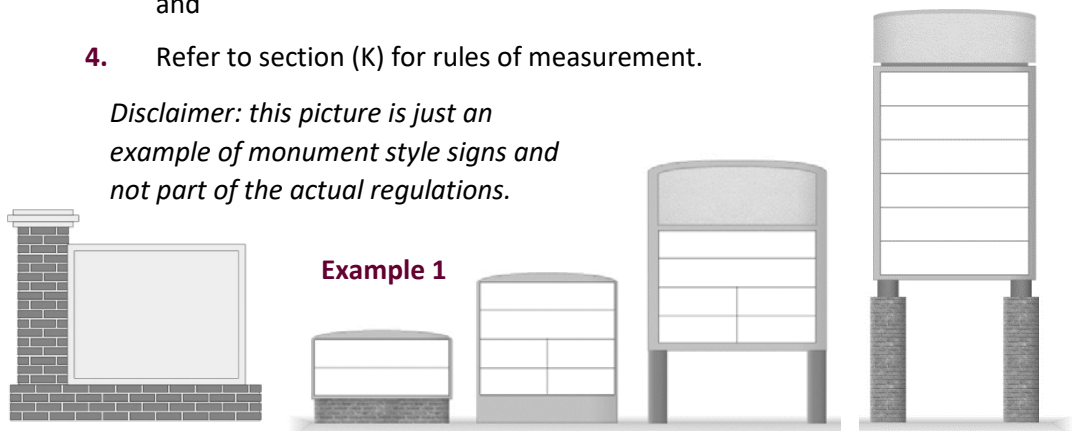 and
4. Refer to section (K) for rules of measurement.
Disclaimer: this picture is just an
example of monument style signs and
not part of the actual regulations.
Example 1